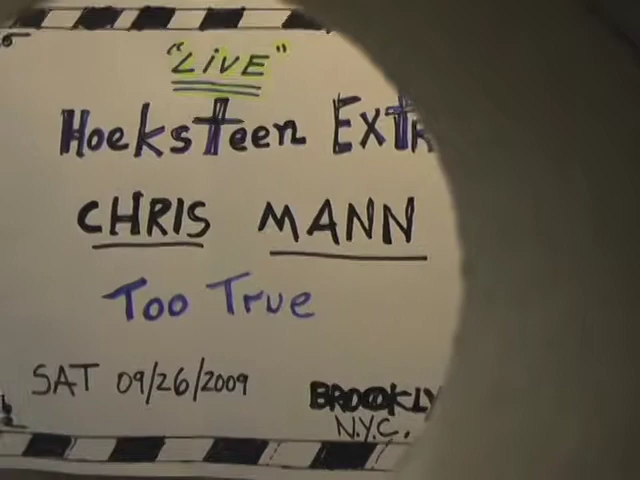 "LiVE"
Hoeksteen Extr
CHRIS MANN
Too True
SAT 09/26/2009
BROOKLY
N.Y.C.